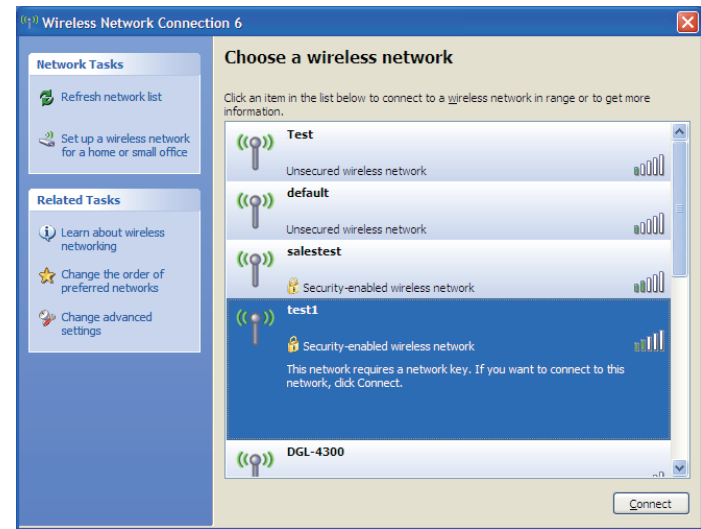 Wireless Network Connection 6
Network Tasks
Refresh network list
Set up a wireless network
for a home or small office
Related Tasks
Learn about wireless
networking
Change the order of
preferred networks
Change advanced
settings
Choose a wireless network
Click an item in the list below to connect to a wireless network in range or to get more
information.
Test
Unsecured wireless network
default
Unsecured wireless network
salestest
Security-enabled wireless network
test1
Security-enabled wireless network
This network requires a network key. If you want to connect to this
network, click Connect.
DGL-4300
Connect